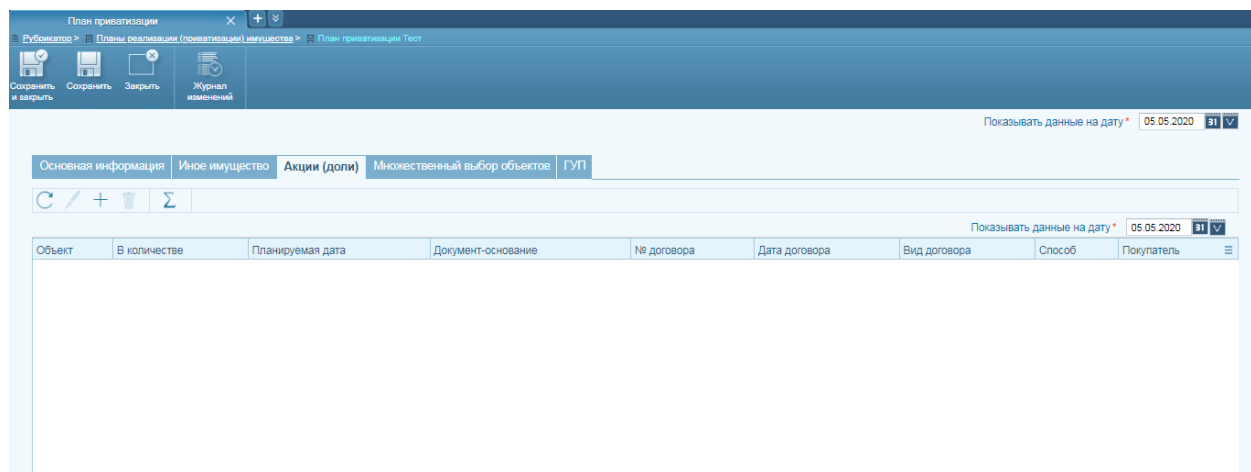 План приватизации
Рубрикатор > Планы реализации (приватизации) имущества > План приватизации Тест
Сохранить и закрыть Сохранить Закрыть Журнал изменений
Показывать данные на дату* 05.05.2020 31
Основная информация Иное имущество Акции (доли) Множественный выбор объектов ГУП
Σ
Показывать данные на дату* 05.05.2020 31
Объект В количестве Планируемая дата Документ-основание № договора Дата договора Вид договора Способ Покупатель